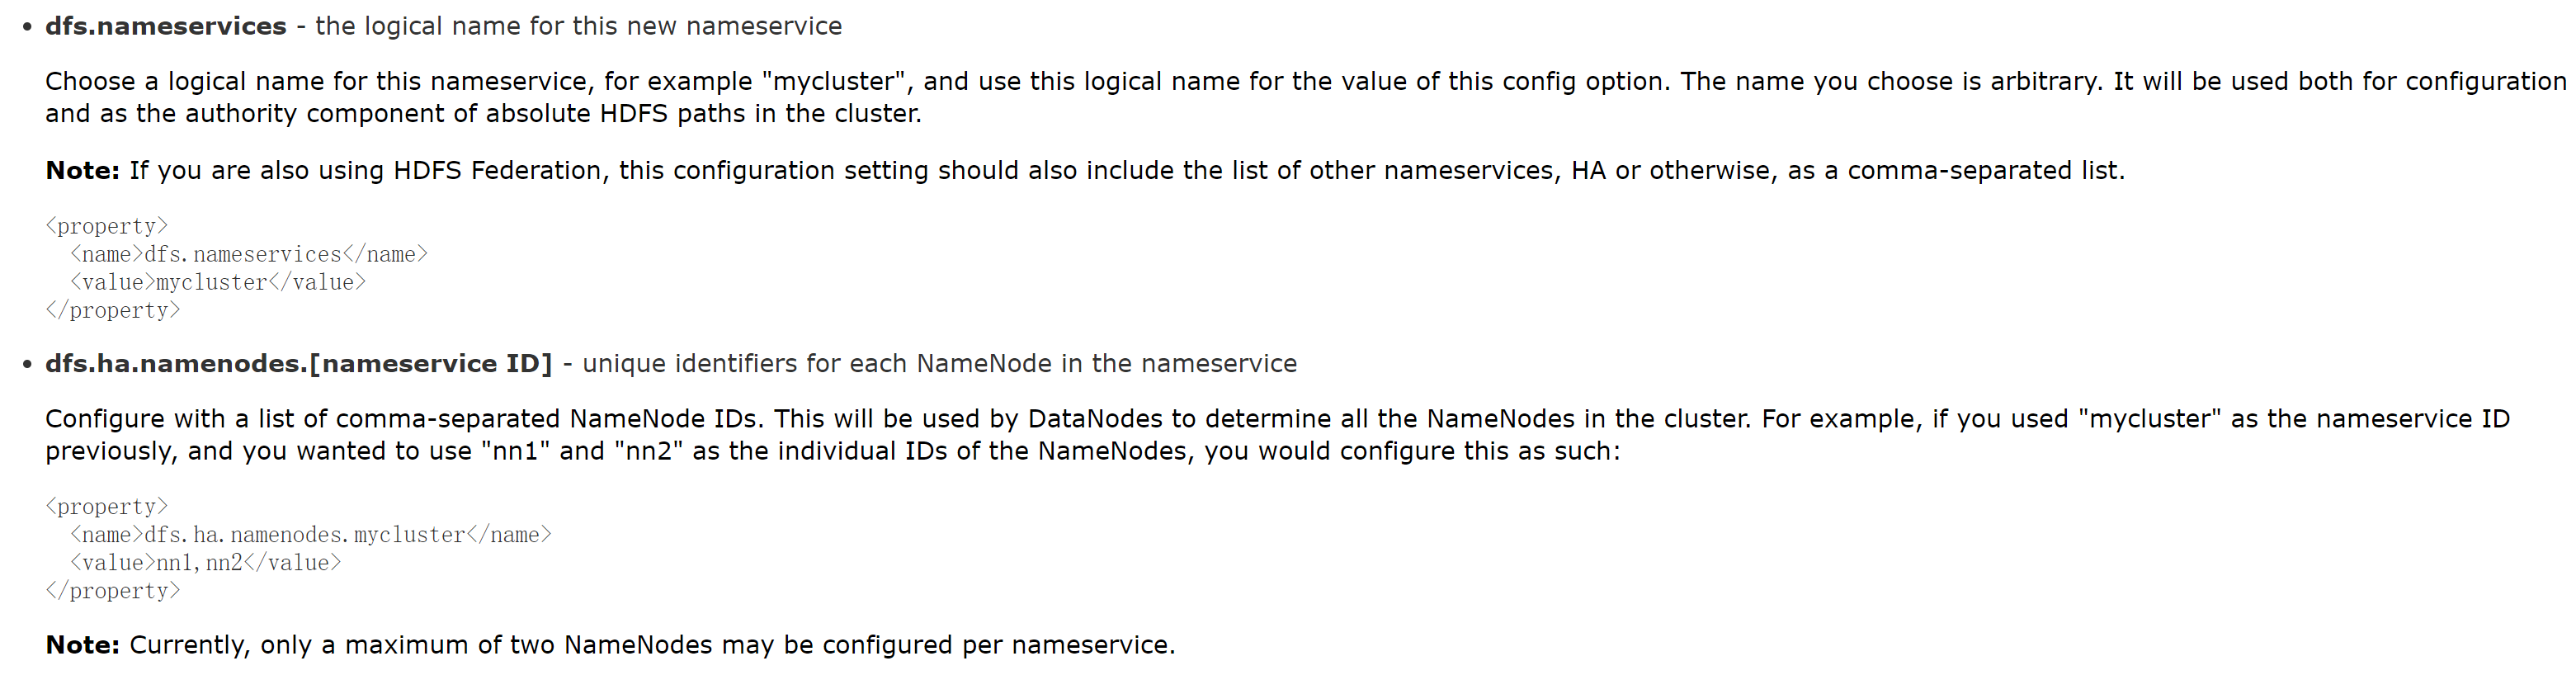 • dfs.nameservices - the logical name for this new nameservice
Choose a logical name for this nameservice, for example "mycluster", and use this logical name for the value of this config option. The name you choose is arbitrary. It will be used both for configuration
and as the authority component of absolute HDFS paths in the cluster.
Note: If you are also using HDFS Federation, this configuration setting should also include the list of other nameservices, HA or otherwise, as a comma-separated list.
<property>
  <name>dfs.nameservices</name>
  <value>mycluster</value>
</property>
• dfs.ha.namenodes.[nameservice ID] - unique identifiers for each NameNode in the nameservice
Configure with a list of comma-separated NameNode IDs. This will be used by DataNodes to determine all the NameNodes in the cluster. For example, if you used "mycluster" as the nameservice ID
previously, and you wanted to use "nn1" and "nn2" as the individual IDs of the NameNodes, you would configure this as such:
<property>
  <name>dfs.ha.namenodes.mycluster</name>
  <value>nn1,nn2</value>
</property>
Note: Currently, only a maximum of two NameNodes may be configured per nameservice.